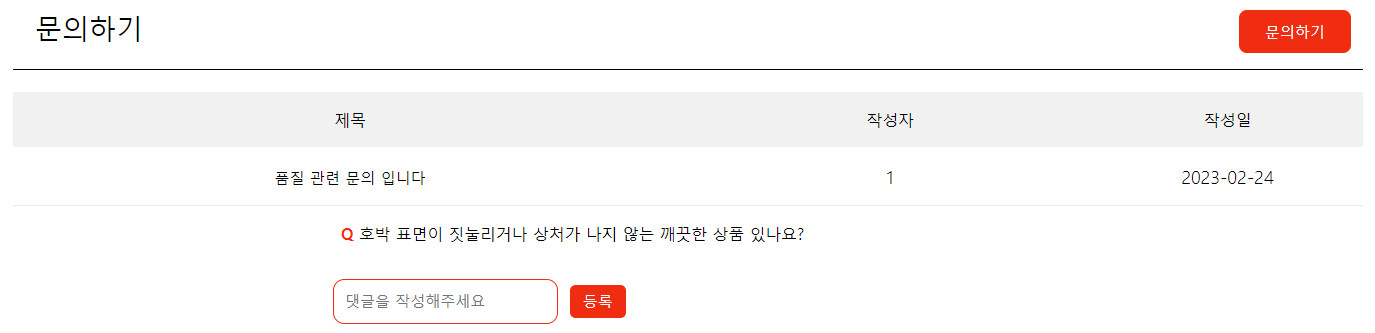 문의하기
문의하기
제목 작성자 작성일
품질 관련 문의 입니다 1 2023-02-24
Q 호박 표면이 짓눌리거나 상처가 나지 않는 깨끗한 상품 있나요?
댓글을 작성해주세요 등록